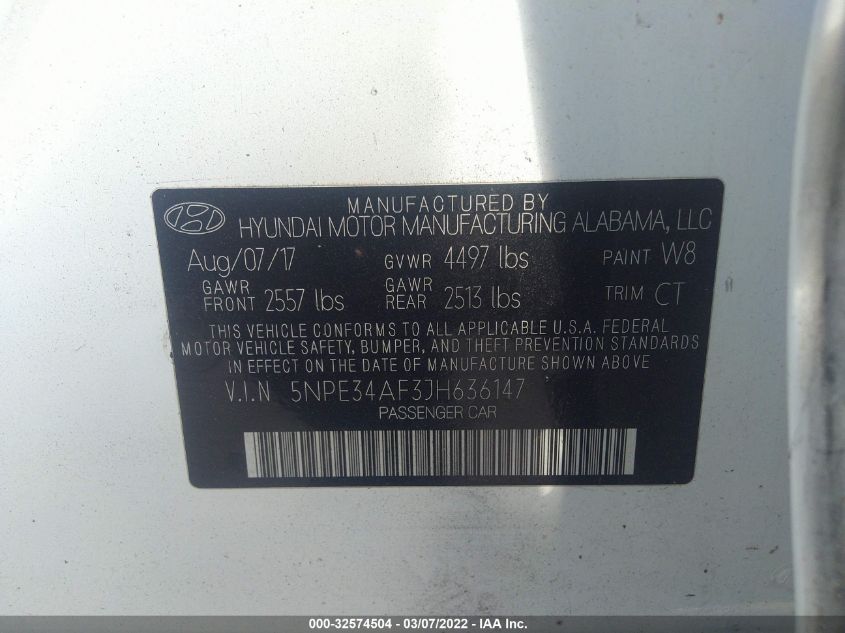 MANUFACTURED BY
HYUNDAI MOTOR MANUFACTURING ALABAMA, LLC
Aug/07/17 GVWR 4497 lbs PAINT W8
GAWR FRONT 2557 lbs GAWR REAR 2513 lbs TRIM CT
THIS VEHICLE CONFORMS TO ALL APPLICABLE U.S.A. FEDERAL
MOTOR VEHICLE SAFETY, BUMPER, AND THEFT PREVENTION STANDARDS
IN EFFECT ON THE DATE OF MANUFACTURE SHOWN ABOVE
V.I.N 5NPE34AF3JH636147
PASSENGER CAR
000-32574504 - 03/07/2022 - IAA Inc.